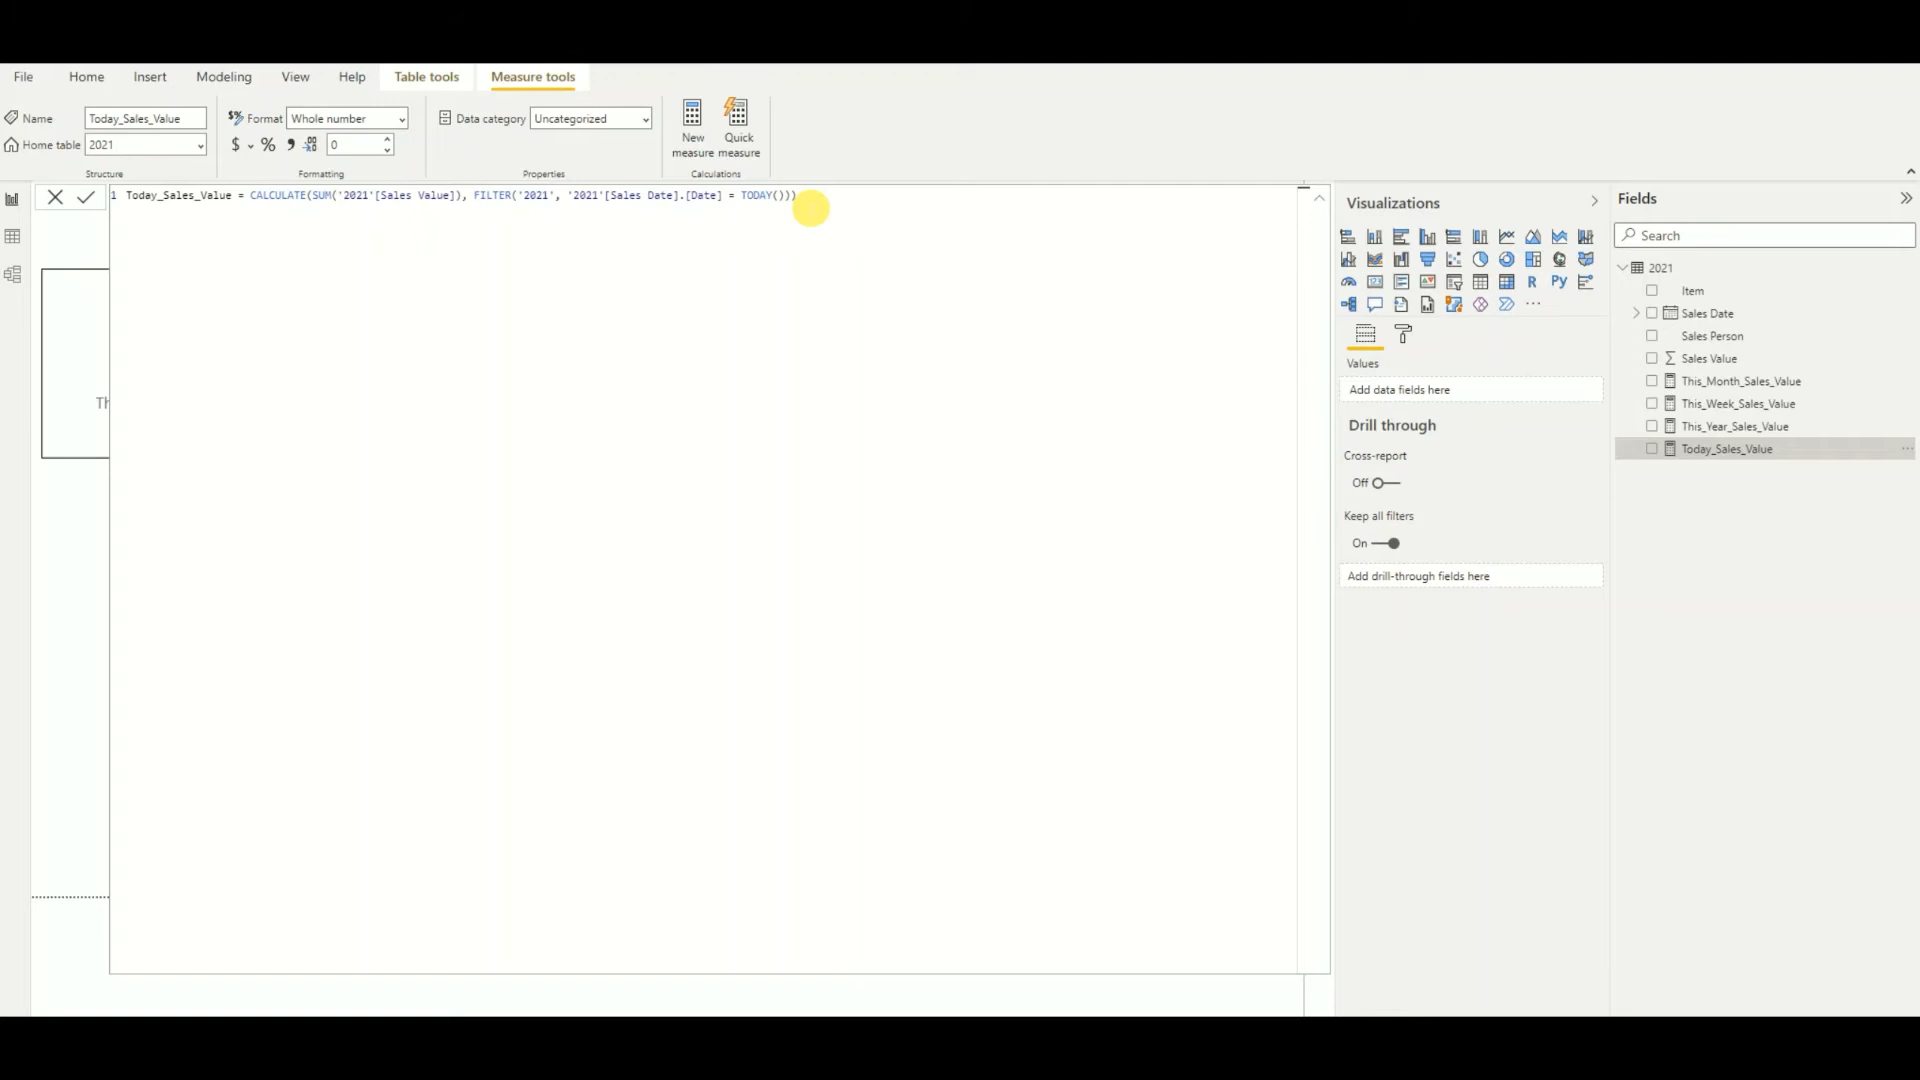 File Home Insert Modeling View Help Table tools Measure tools
Name Today_Sales_Value
Home table 2021
Structure
Format Whole number
$ % 0
Formatting
Data category Uncategorized
Properties
New measure
Quick measure
Calculations
1 Today_Sales_Value = CALCULATE(SUM('2021'[Sales Value]), FILTER('2021', '2021'[Sales Date].[Date] = TODAY()))
Th
Visualizations
R Py
Values
Add data fields here
Drill through
Cross-report
Off
Keep all filters
On
Add drill-through fields here
Fields
Search
2021
Item
Sales Date
Sales Person
Sales Value
This_Month_Sales_Value
This_Week_Sales_Value
This_Year_Sales_Value
Today_Sales_Value